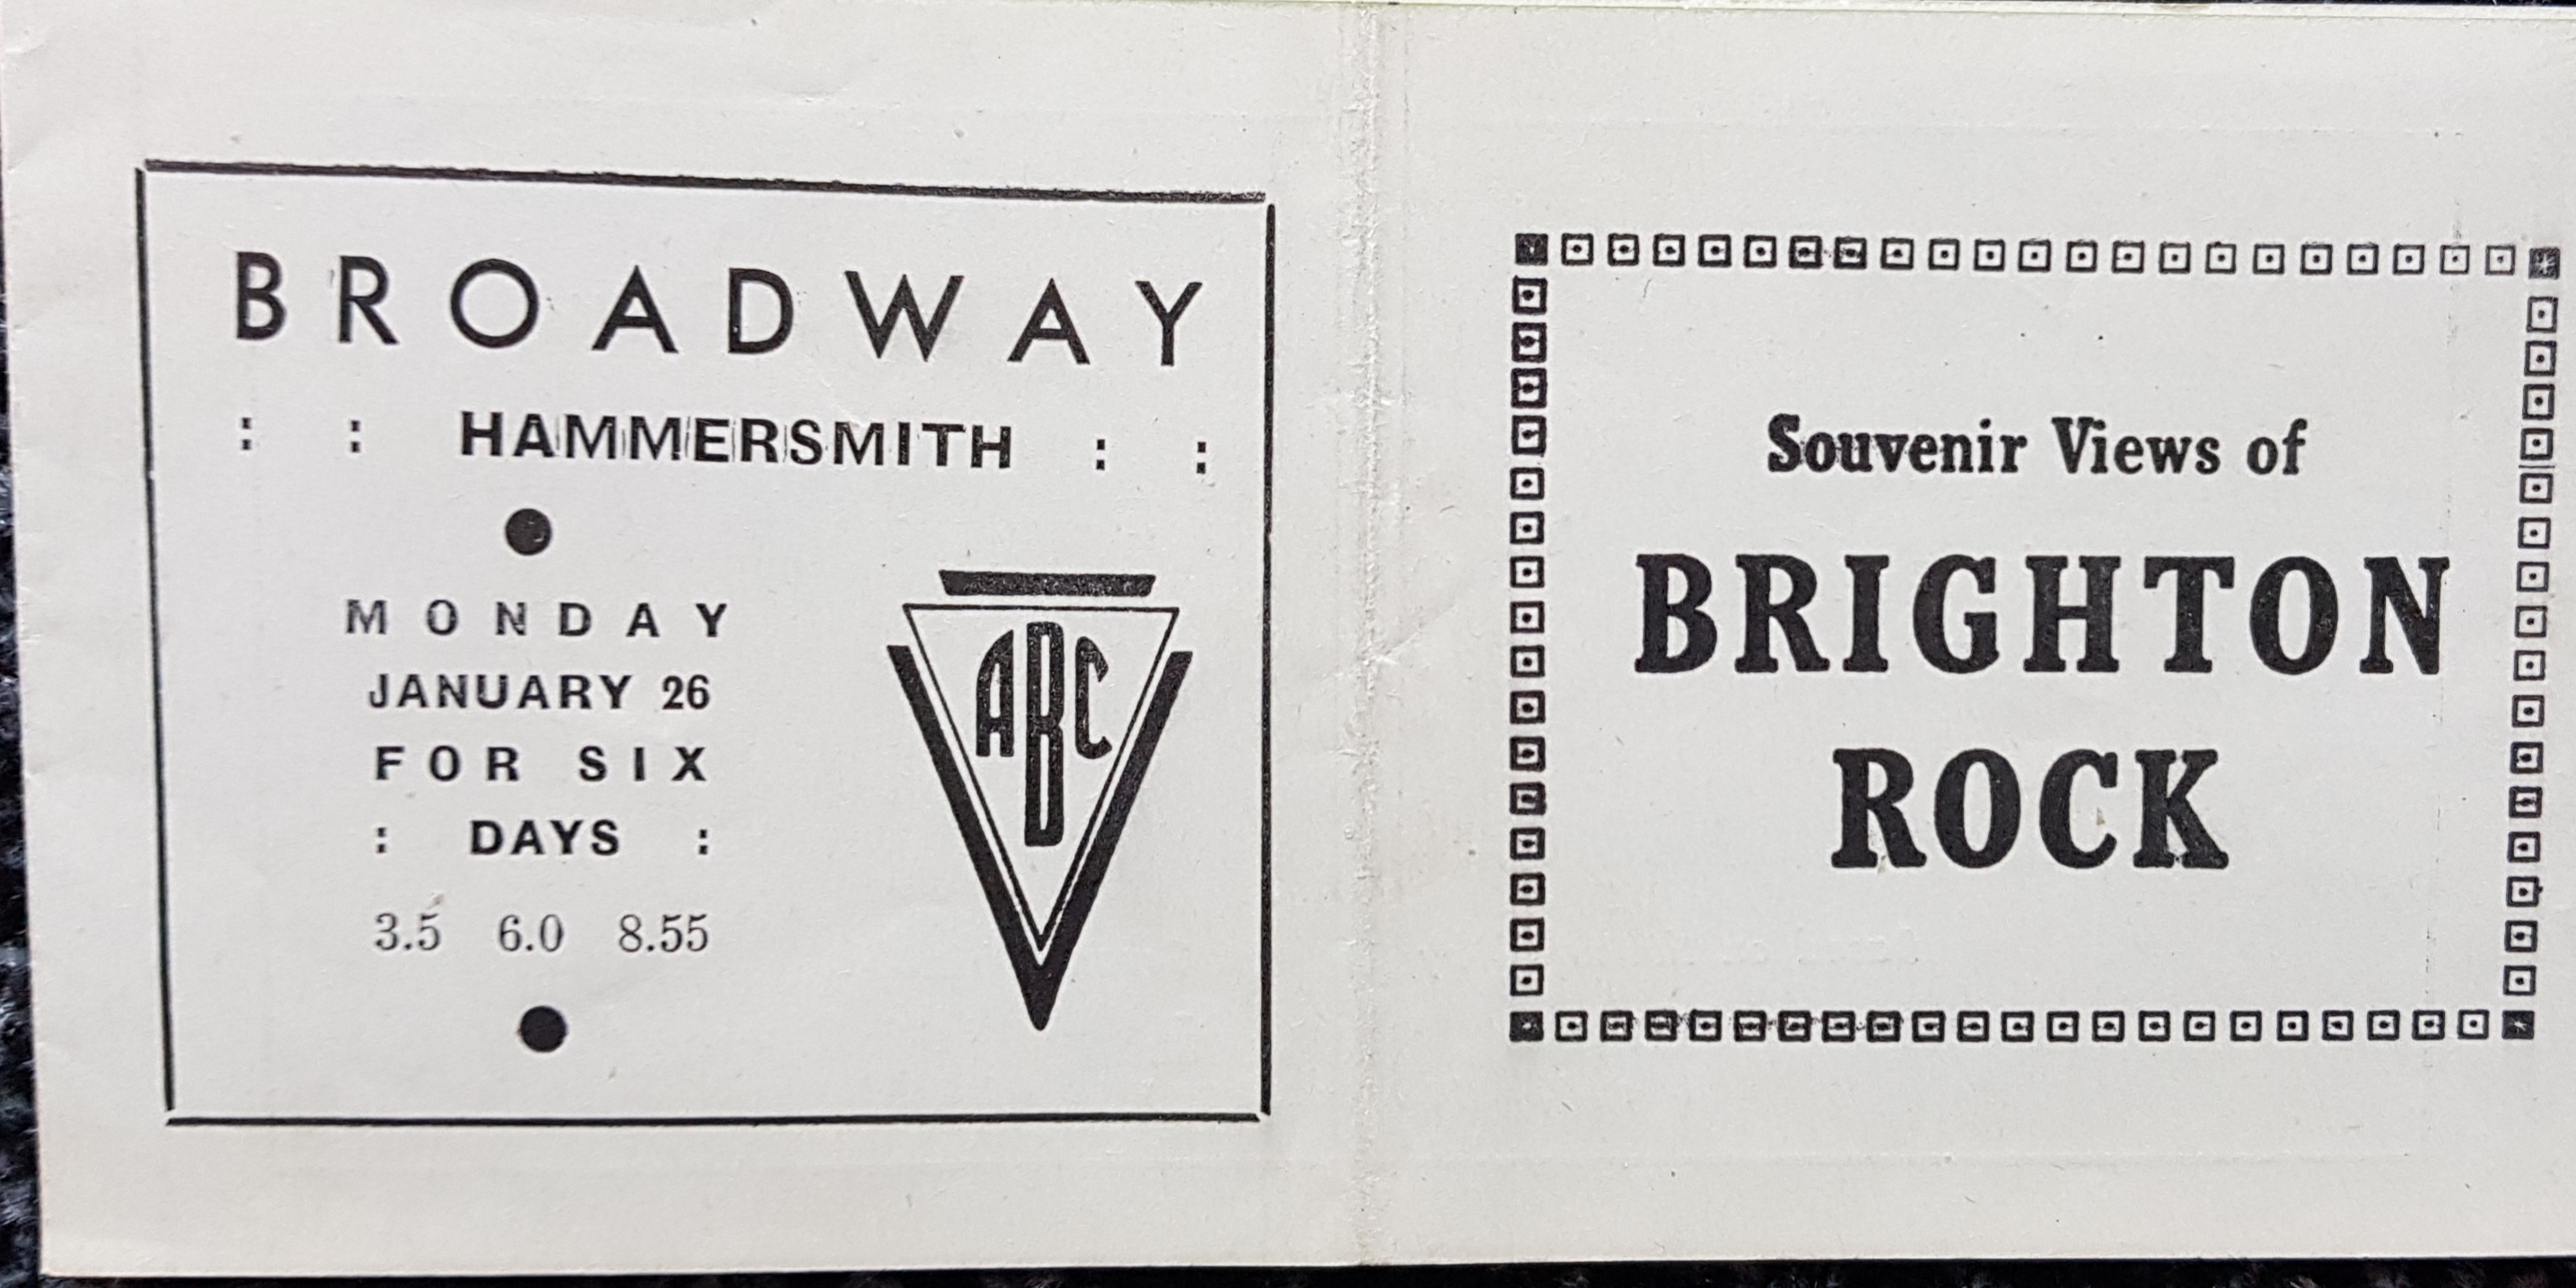 BROADWAY
: : HAMMERSMITH : :
MONDAY
JANUARY 26
FOR SIX
: DAYS :
3.5 6.0 8.55
ABC
Souvenir Views of
BRIGHTON
ROCK